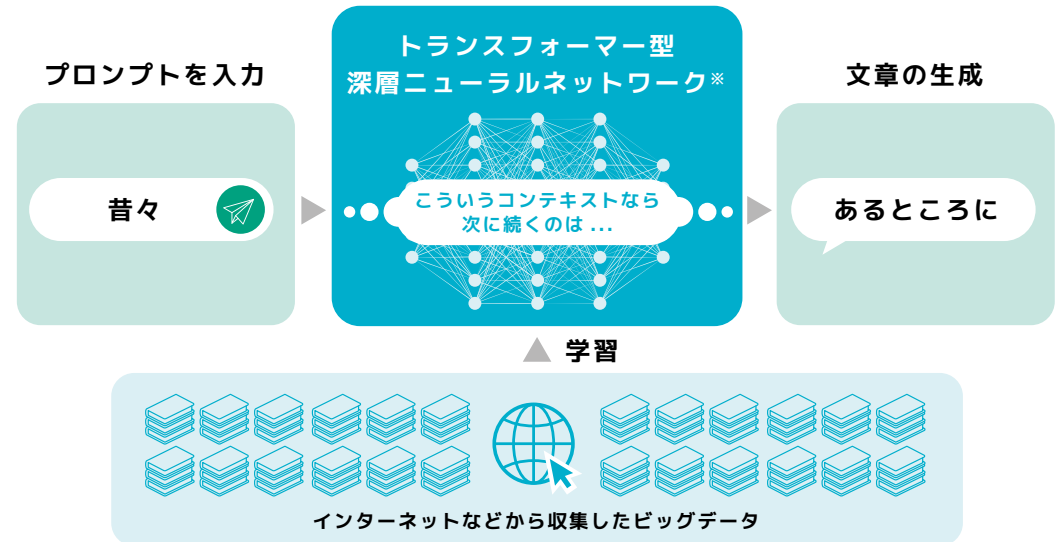 プロンプトを入力
昔々
トランスフォーマー型
深層ニューラルネットワーク※
こういうコンテキストなら
次に続くのは ...
文章の生成
あるところに
学習
インターネットなどから収集したビッグデータ